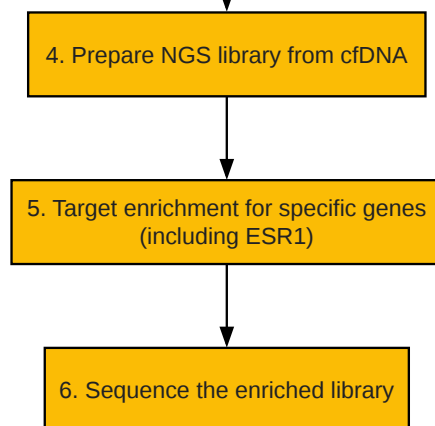 4. Prepare NGS library from cfDNA
5. Target enrichment for specific genes
(including ESR1)
6. Sequence the enriched library